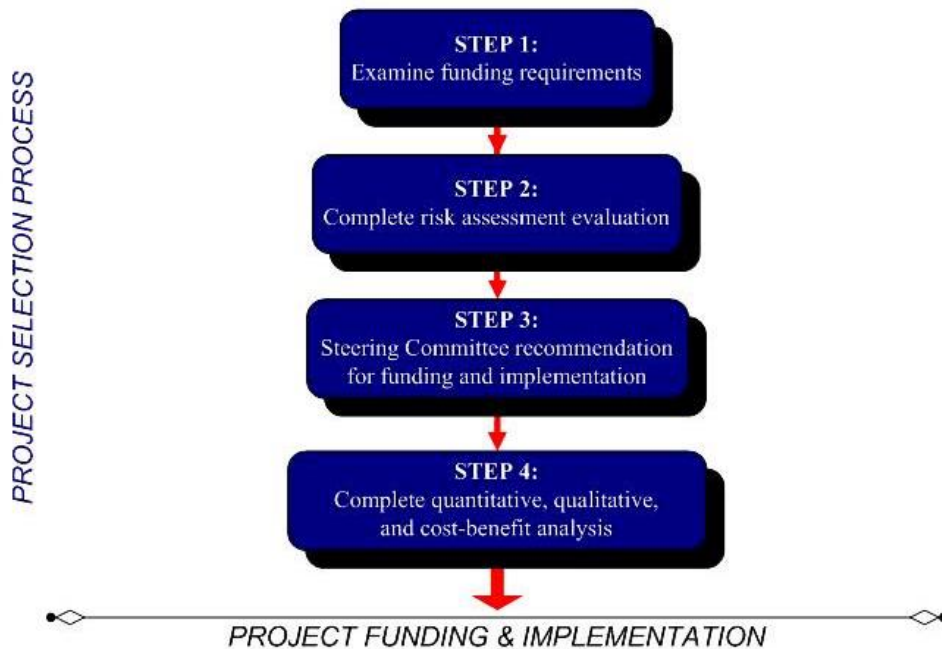 PROJECT SELECTION PROCESS
STEP 1:
Examine funding requirements
STEP 2:
Complete risk assessment evaluation
STEP 3:
Steering Committee recommendation
for funding and implementation
STEP 4:
Complete quantitative, qualitative,
and cost-benefit analysis
PROJECT FUNDING & IMPLEMENTATION